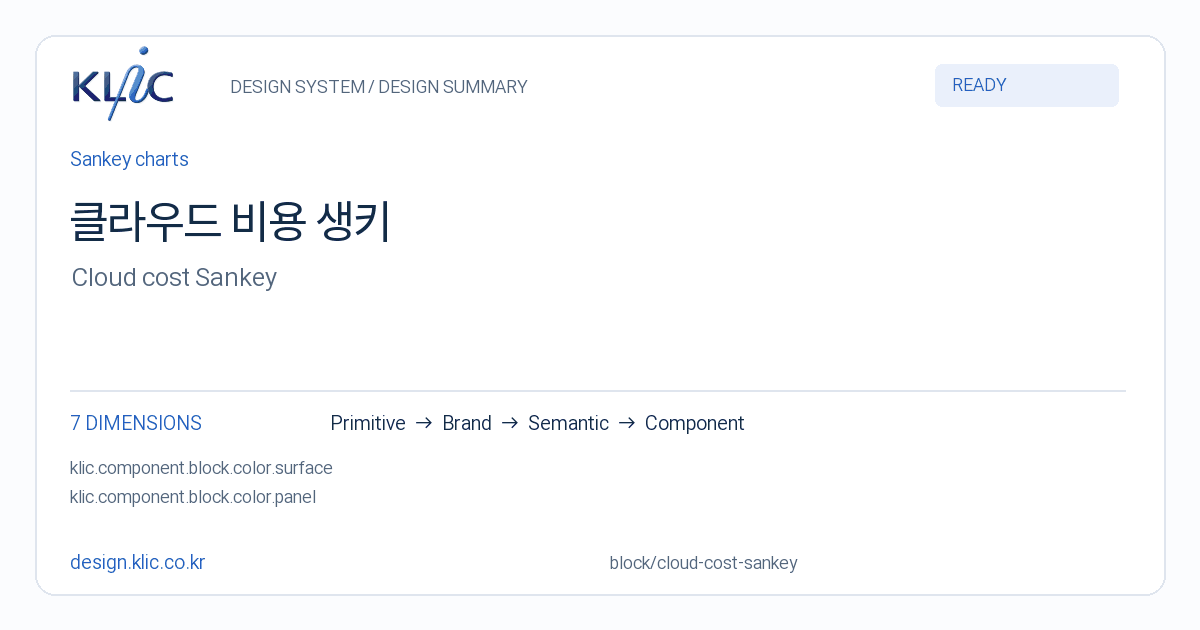 KLiC
DESIGN SYSTEM / DESIGN SUMMARY
READY
Sankey charts
클라우드 비용 생키
Cloud cost Sankey
7 DIMENSIONS
Primitive → Brand → Semantic → Component
klic.component.block.color.surface
klic.component.block.color.panel
design.klic.co.kr
block/cloud-cost-sankey